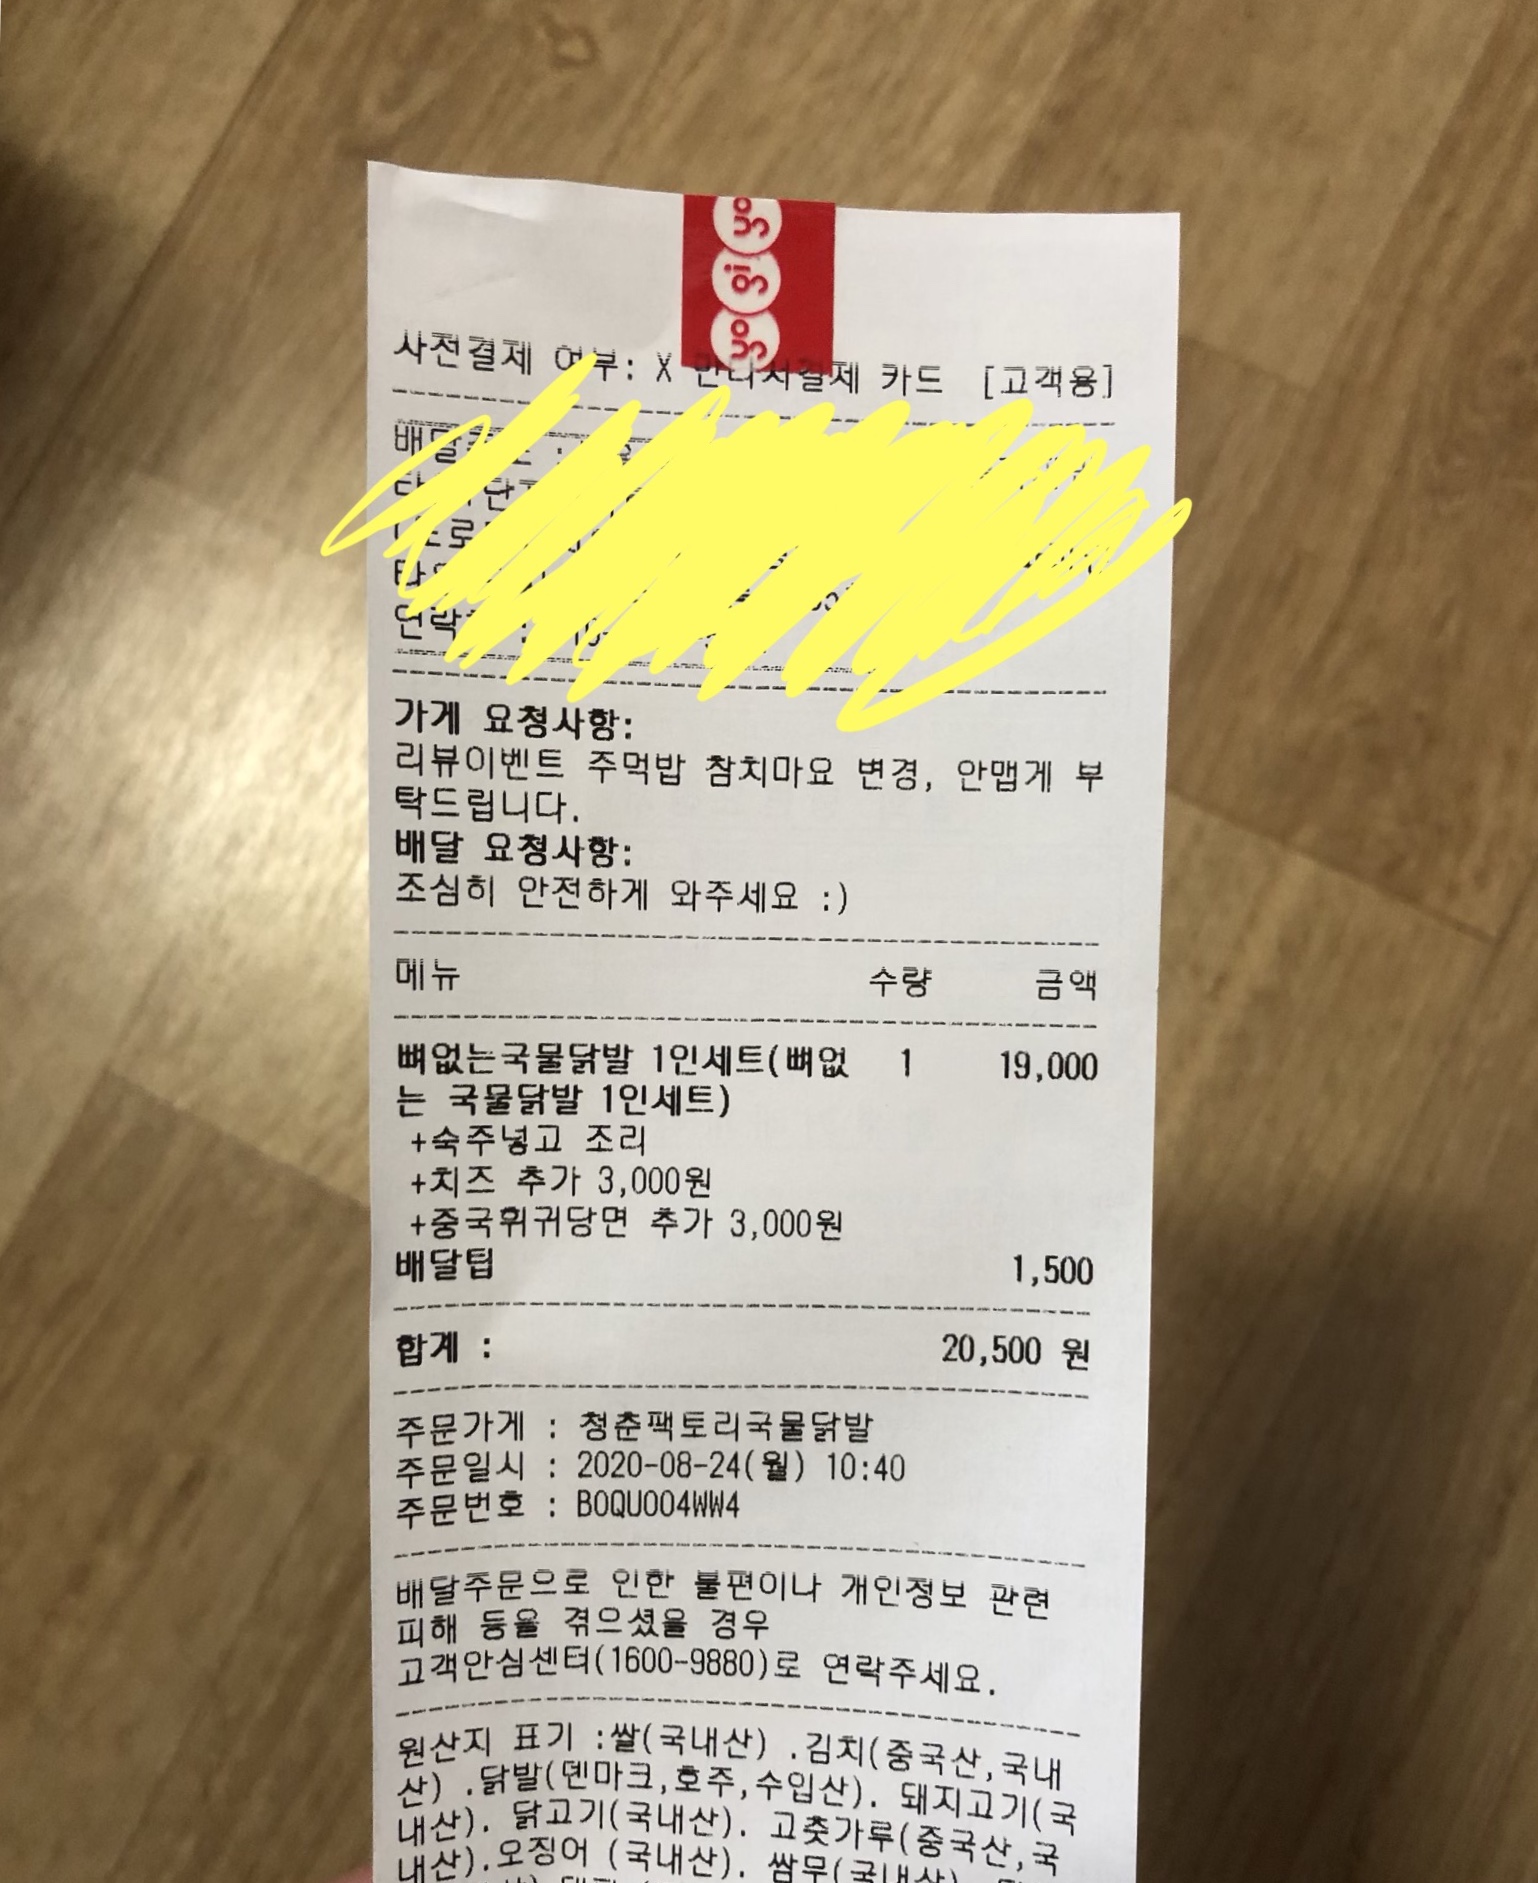 yo gi yo
사전결제 여부: X 만나서결제 카드 [고객용]
연락
가게 요청사항:
리뷰이벤트 주먹밥 참치마요 변경, 안맵게 부
탁드립니다.
배달 요청사항:
조심히 안전하게 와주세요 :)
메뉴 수량 금액
뼈없는국물닭발 1인세트(뼈없 1 19,000
는 국물닭발 1인세트)
+숙주넣고 조리
+치즈 추가 3,000원
+중국휘귀당면 추가 3,000원
배달팁 1,500
합계 : 20,500 원
주문가게 : 청춘팩토리국물닭발
주문일시 : 2020-08-24(월) 10:40
주문번호 : B0QU004WW4
배달주문으로 인한 불편이나 개인정보 관련
피해 등을 겪으셨을 경우
고객안심센터(1600-9880)로 연락주세요.
원산지 표기 :쌀(국내산) .김치(중국산,국내
산) .닭발(덴마크,호주,수입산). 돼지고기(국
내산). 닭고기(국내산). 고춧가루(중국산,국
내산).오징어 (국내산). 쌈무(국내산).